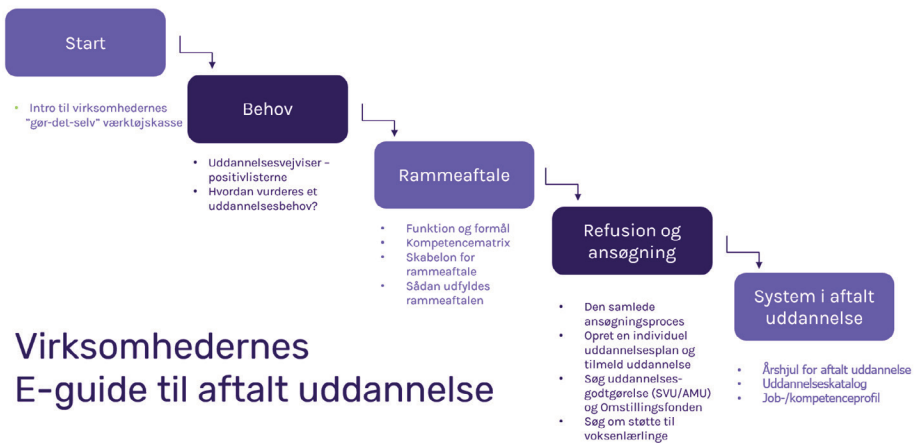 Start
Intro til virksomhedernes
"gør-det-selv" værktøjskasse
Behov
Uddannelsesvejviser –
positivlisterne
Hvordan vurderes et
uddannelsesbehov?
Rammeaftale
Funktion og formål
Kompetencematrix
Skabelon for
rammeaftale
Sådan udfyldes
rammeaftalen
Refusion og
ansøgning
Den samlede
ansøgningsproces
Opret en individuel
uddannelsesplan og
tilmeld uddannelse
Søg uddannelses-
godtgørelse (SVU/AMU)
og Omstillingsfonden
Søg om støtte til
voksenlærlinge
System i aftalt
uddannelse
Årshjul for aftalt uddannelse
Uddannelseskatalog
Job-/kompetenceprofil
Virksomhedernes
E-guide til aftalt uddannelse